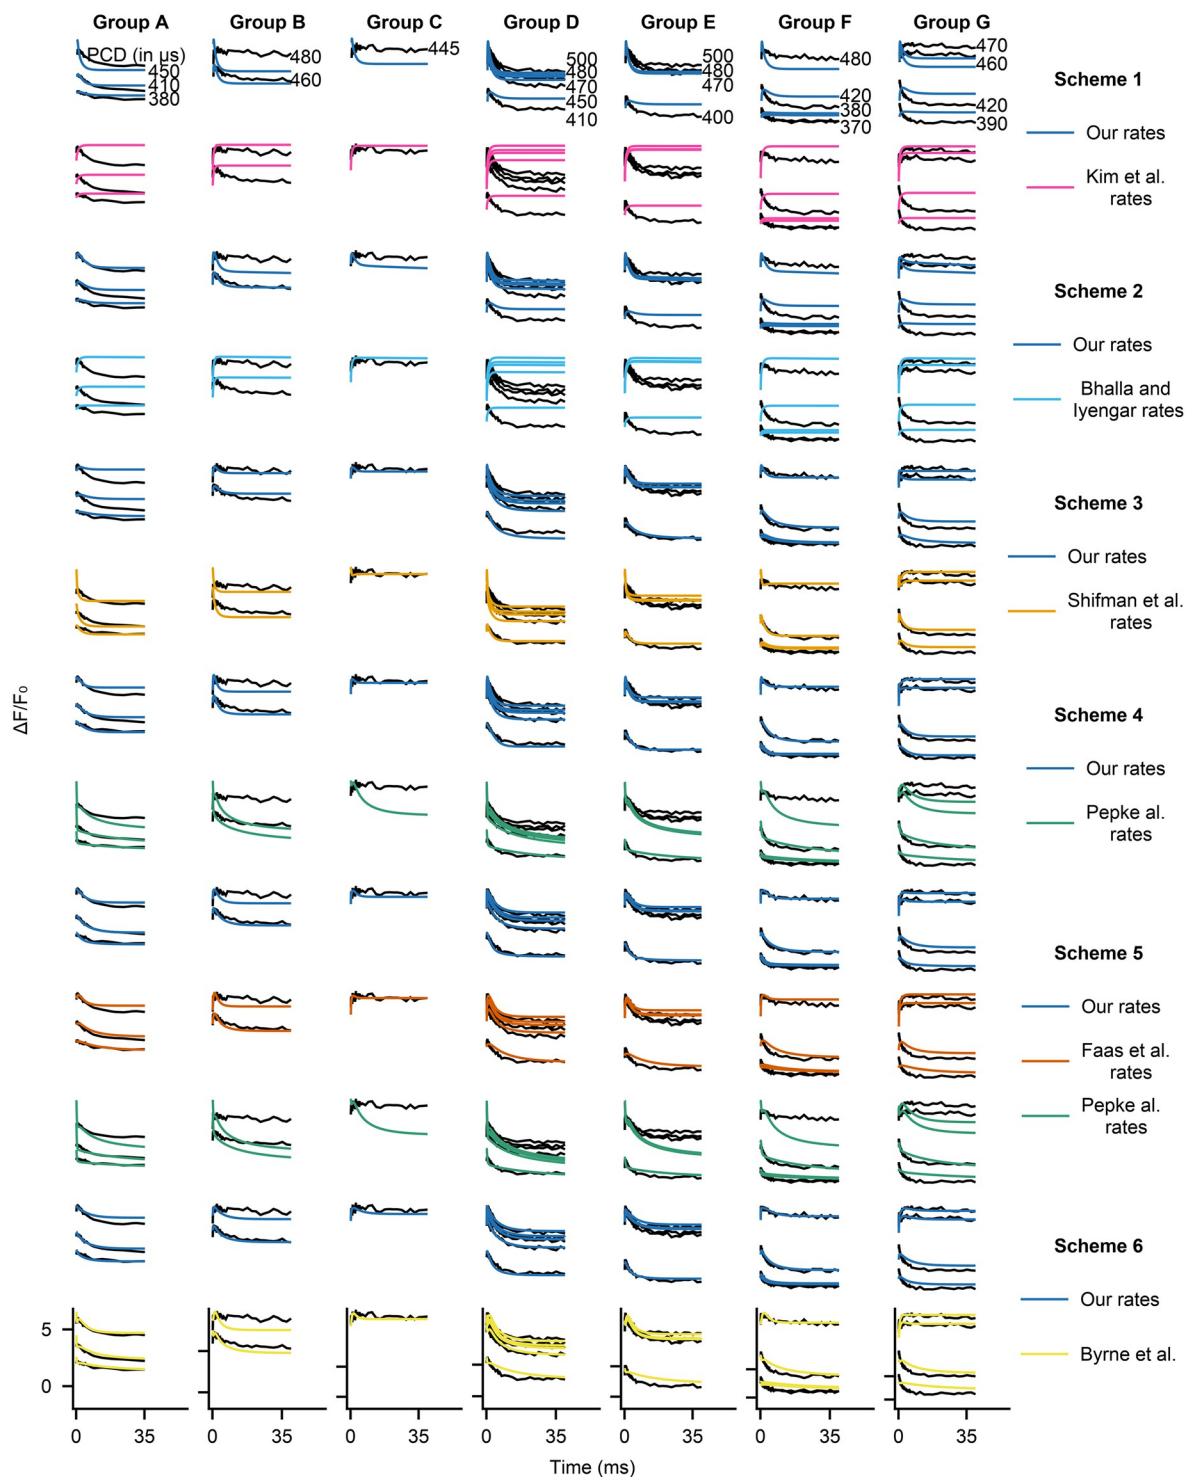 Group A
Group B
Group C
Group D
Group E
Group F
Group G
PCD (in µs)
450
410
380
480
460
445
500
480
470
450
410
500
480
470
400
480
420
380
370
470
460
420
390
Scheme 1
Our rates
Kim et al.
rates
Scheme 2
Our rates
Bhalla and
Iyengar rates
Scheme 3
Our rates
Shifman et al.
rates
Scheme 4
Our rates
Pepke al.
rates
Scheme 5
Our rates
Faas et al.
rates
Pepke al.
rates
Scheme 6
Our rates
Byrne et al.
ΔF/F₀
5
0
0
35
0
35
0
35
0
35
0
35
0
35
0
35
Time (ms)